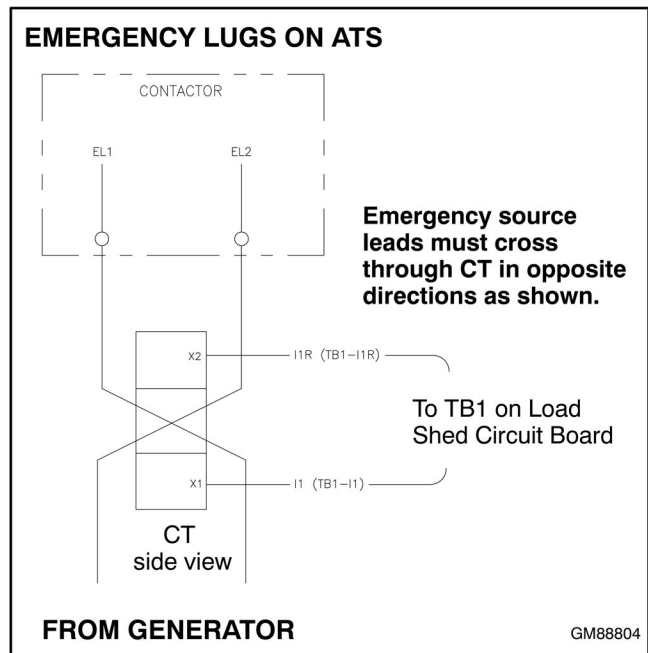 EMERGENCY LUGS ON ATS
CONTACTOR
EL1
EL2
Emergency source
leads must cross
through CT in opposite
directions as shown.
X2
I1R (TB1-I1R)
To TB1 on Load
Shed Circuit Board
X1
I1 (TB1-I1)
CT
side view
FROM GENERATOR
GM88804